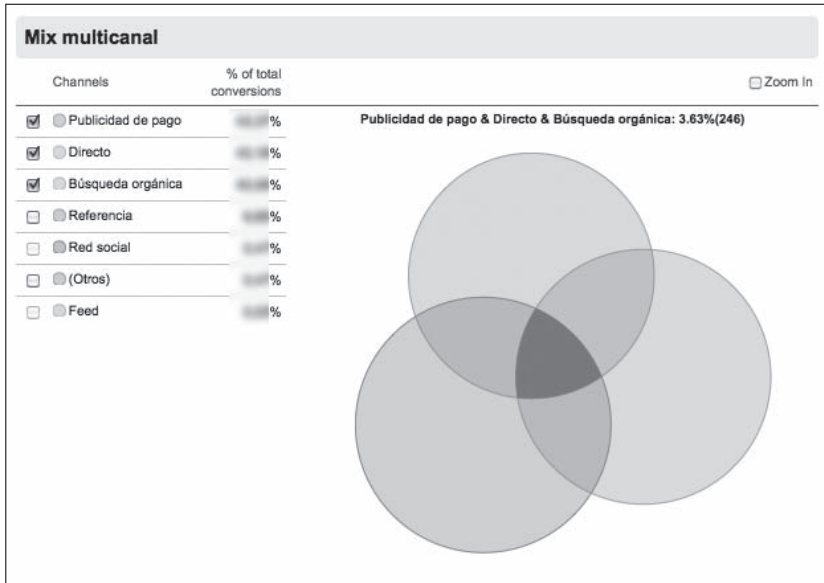 Mix multicanal
Channels
% of total
conversions
Zoom In
Publicidad de pago %
Directo %
Búsqueda orgánica %
Referencia %
Red social %
(Otros) %
Feed %
Publicidad de pago & Directo & Búsqueda orgánica: 3.63%(246)